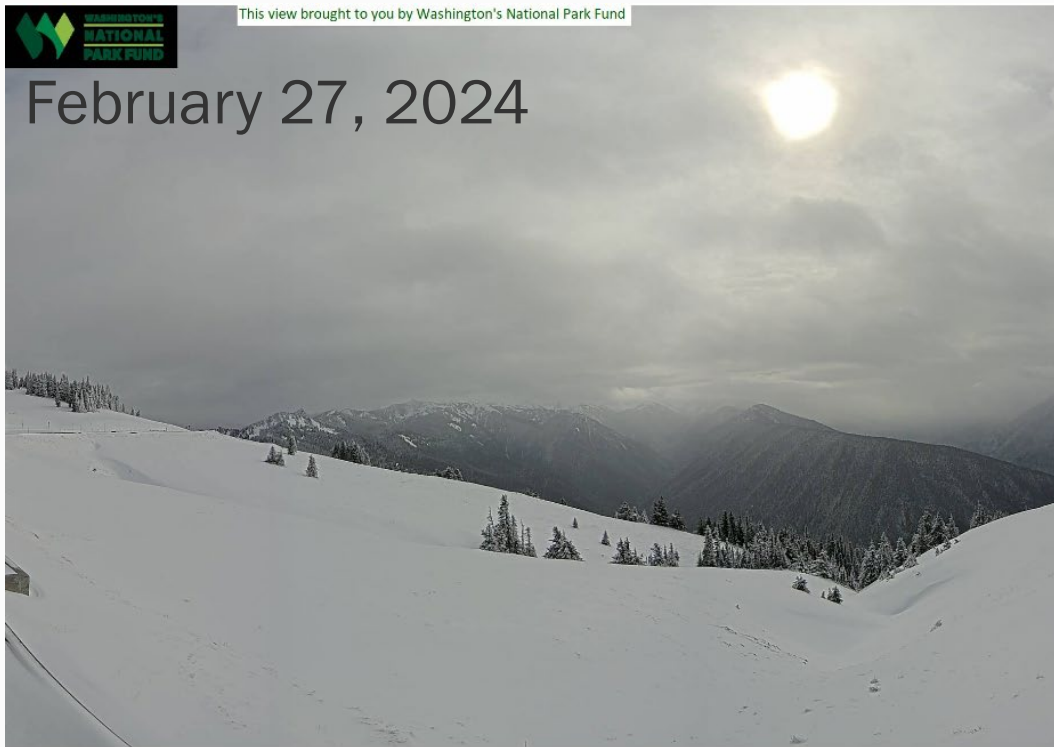 WASHINGTON'S
NATIONAL
PARK FUND
This view brought to you by Washington's National Park Fund
February 27, 2024